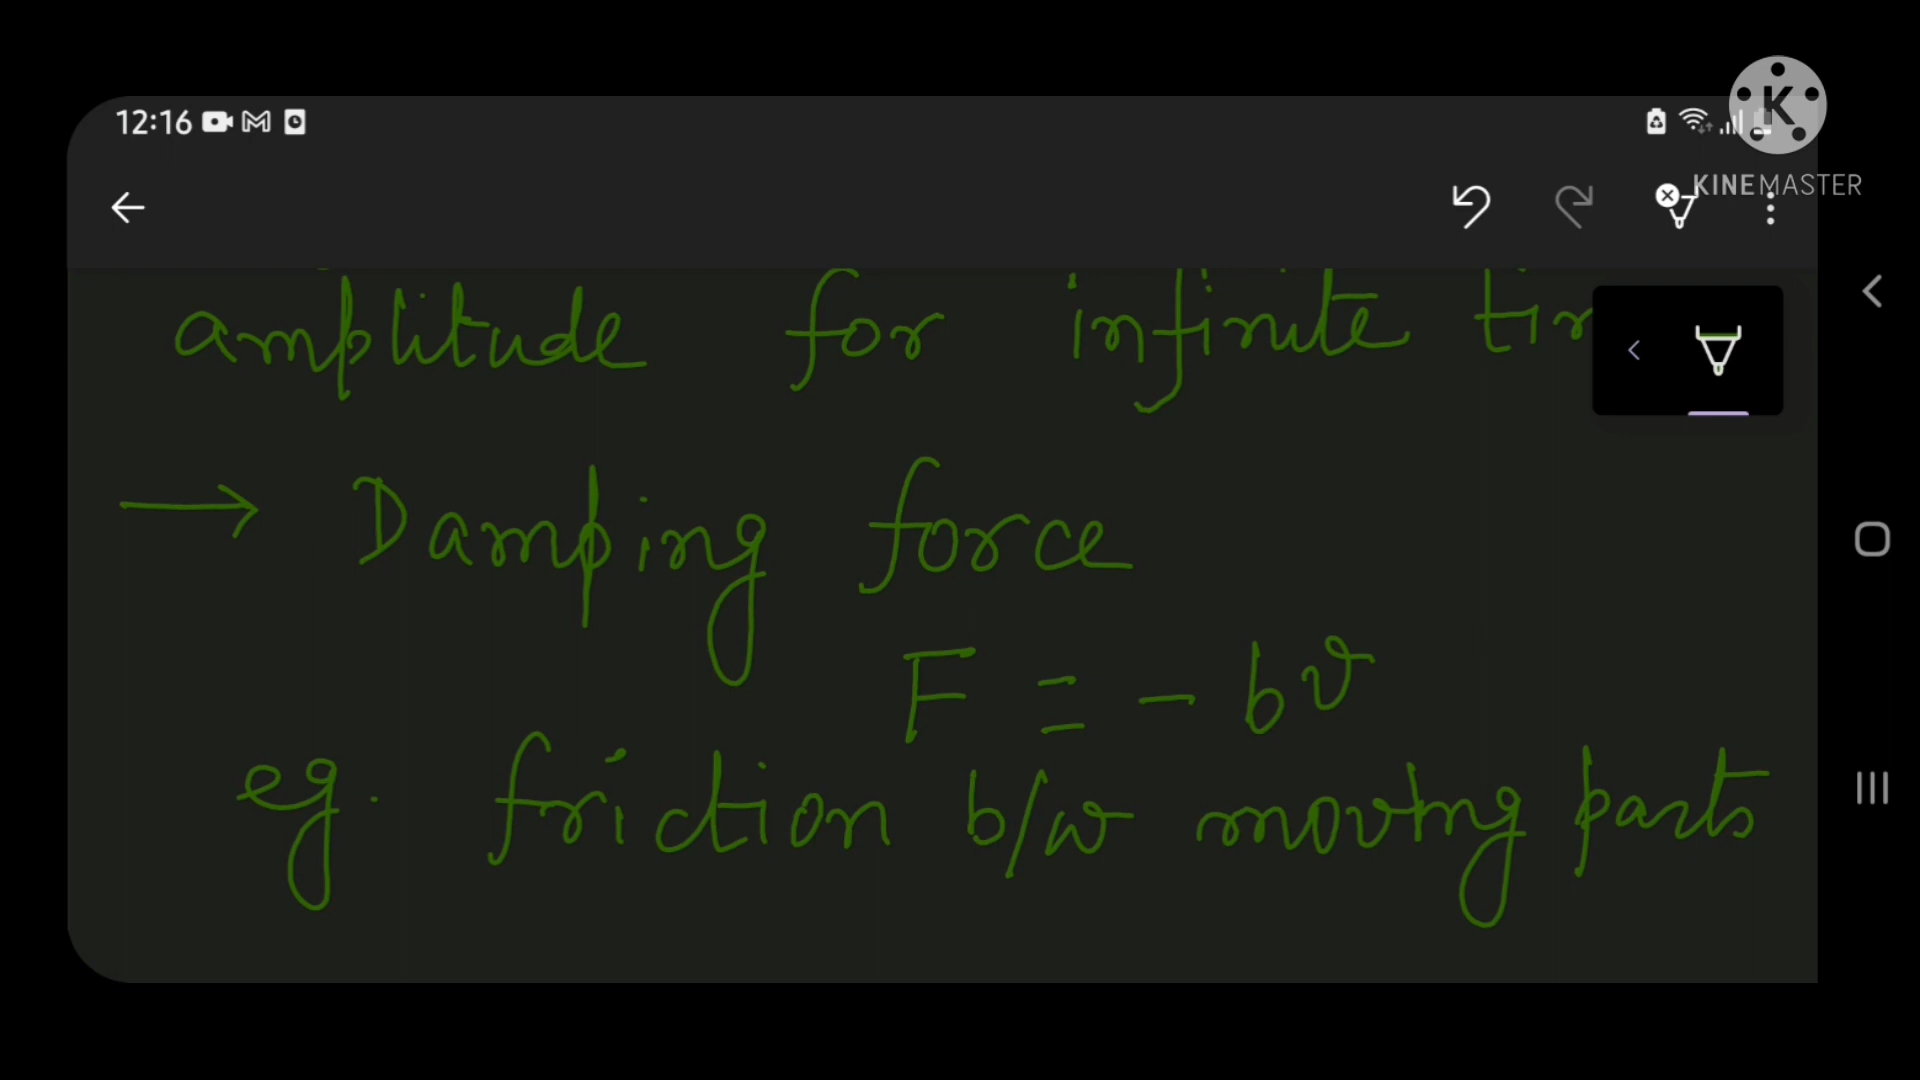 12:16
KINEMASTER
amplitude for infinite
→ Damping force
F = - bv
eg. friction b/w moving parts